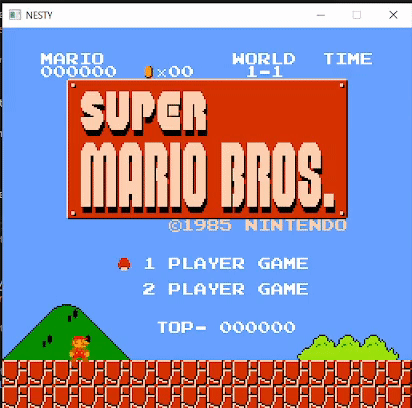 NESTY
MARIO WORLD TIME
000000 ×00 1-1
SUPER
MARIO BROS.
©1985 NINTENDO
1 PLAYER GAME
2 PLAYER GAME
TOP- 000000